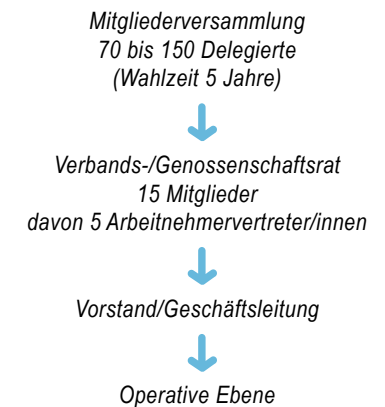 Mitgliederversammlung
70 bis 150 Delegierte
(Wahlzeit 5 Jahre)
Verbands-/Genossenschaftsrat
15 Mitglieder
davon 5 Arbeitnehmervertreter/innen
Vorstand/Geschäftsleitung
Operative Ebene